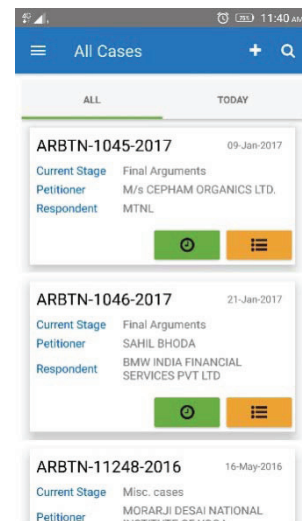 11:40 AM
All Cases
ALL
TODAY
ARBTN-1045-2017
09-Jan-2017
Current Stage Final Arguments
Petitioner M/s CEPHAM ORGANICS LTD.
Respondent MTNL
ARBTN-1046-2017
21-Jan-2017
Current Stage Final Arguments
Petitioner SAHIL BHODA
Respondent BMW INDIA FINANCIAL
SERVICES PVT LTD
ARBTN-11248-2016
16-May-2016
Current Stage Misc. cases
Petitioner MORARJI DESAI NATIONAL